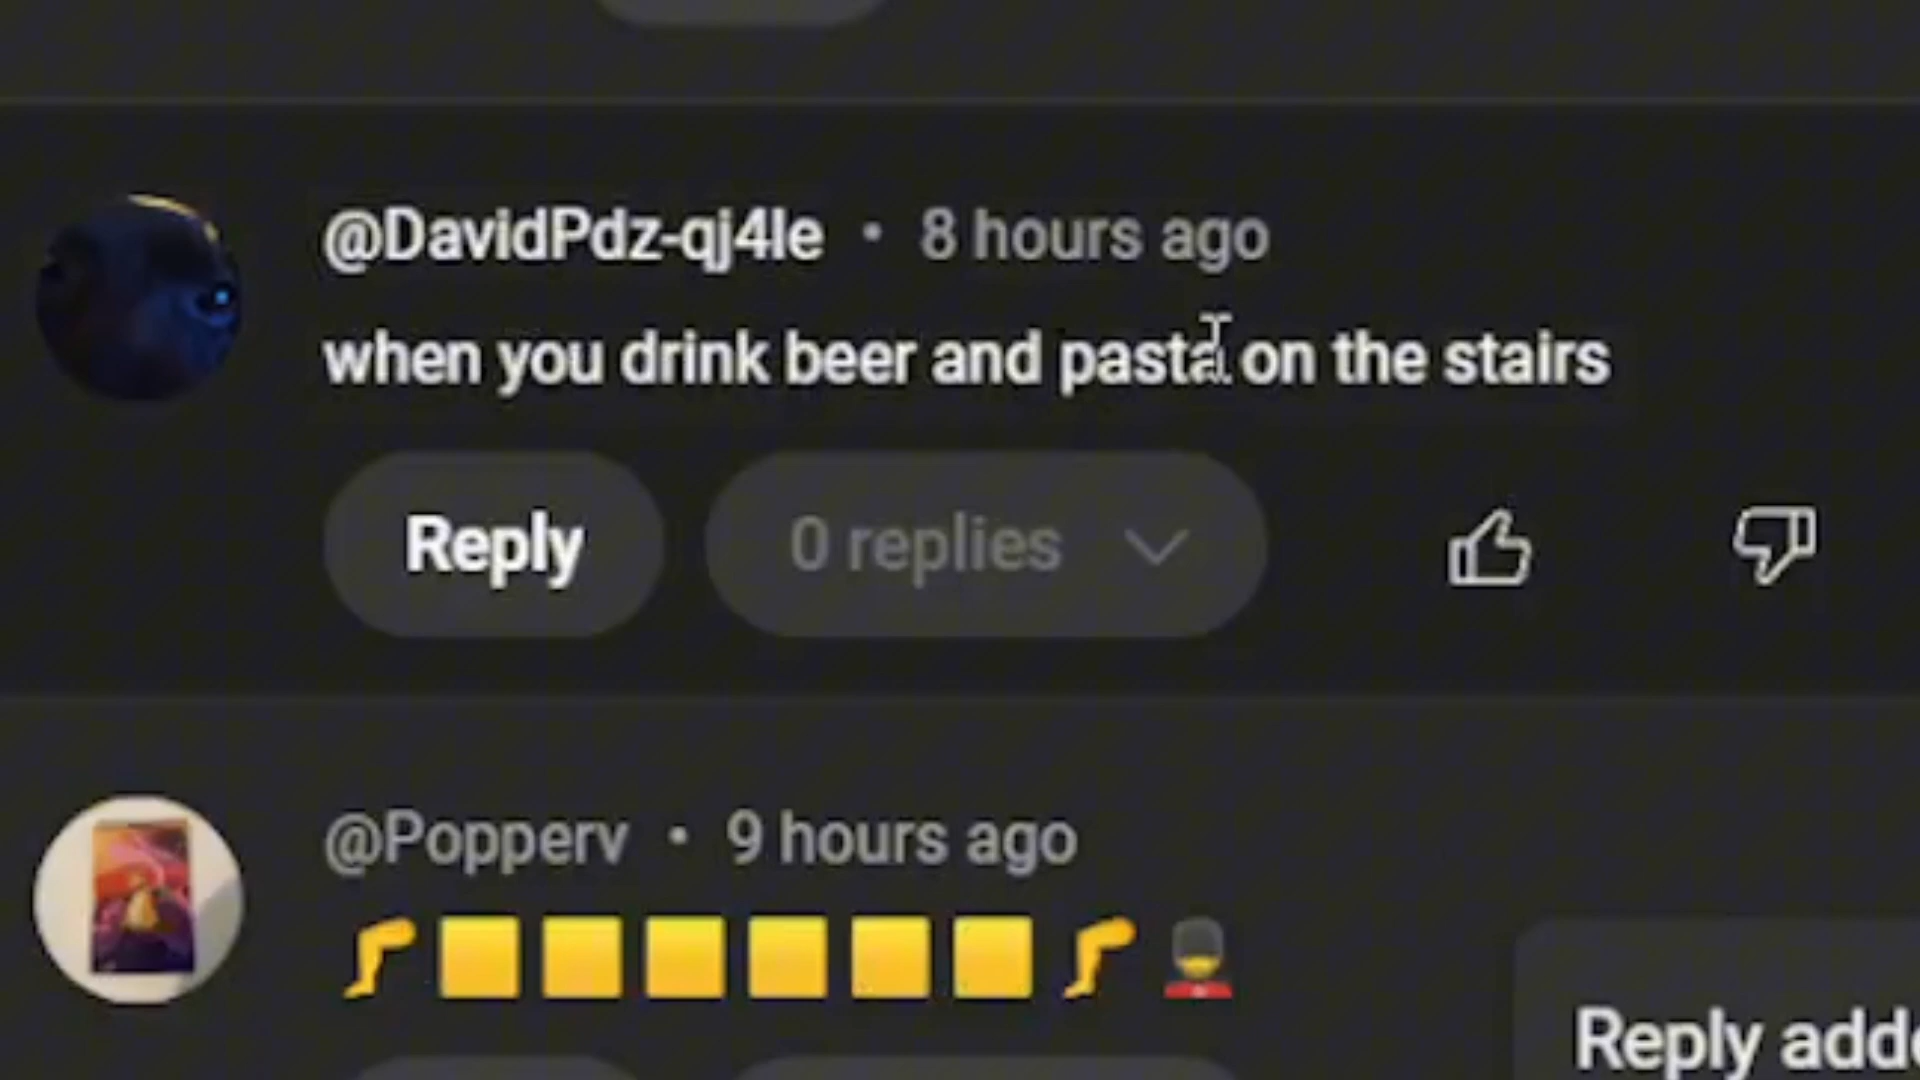 @DavidPdz-qj4le • 8 hours ago
when you drink beer and pasta on the stairs
Reply
0 replies
@Popperv • 9 hours ago
Reply adde